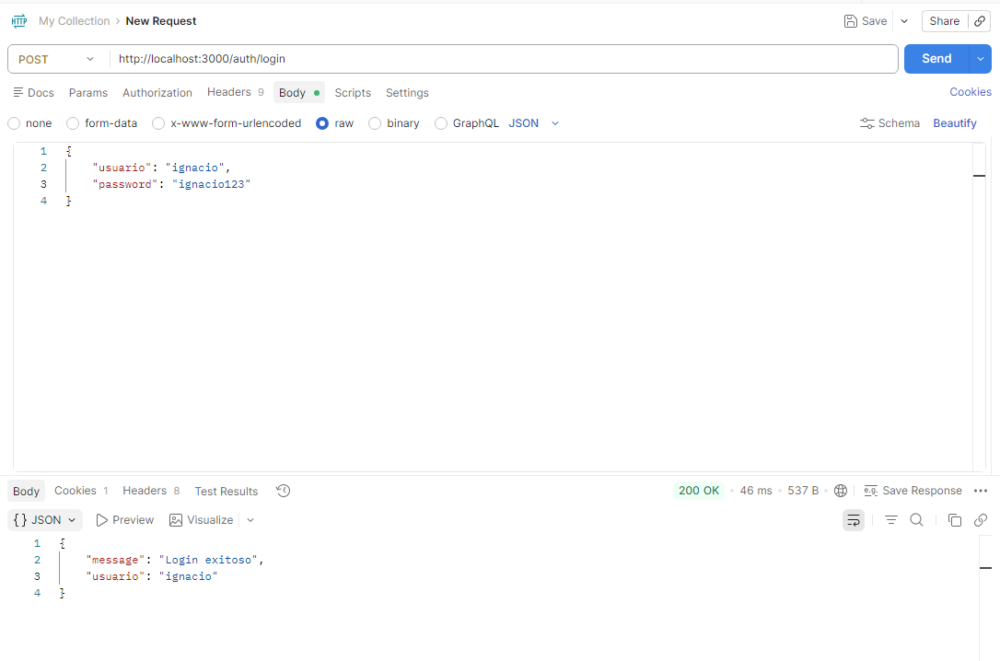 HTTP My Collection › New Request Save Share
POST http://localhost:3000/auth/login Send
Docs Params Authorization Headers 9 Body Scripts Settings Cookies
none form-data x-www-form-urlencoded raw binary GraphQL JSON Schema Beautify
1 {
2 "usuario": "ignacio",
3 "password": "ignacio123"
4 }
Body Cookies 1 Headers 8 Test Results 200 OK • 46 ms • 537 B • e.g. Save Response
{} JSON Preview Visualize
1 {
2 "message": "Login exitoso",
3 "usuario": "ignacio"
4 }